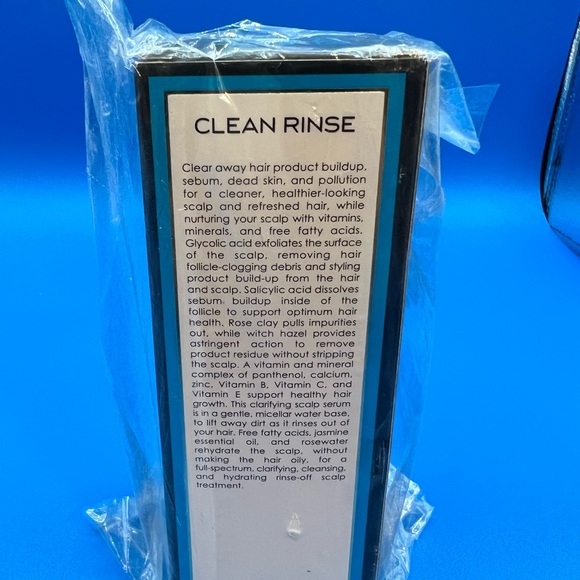 CLEAN RINSE
Clear away hair product buildup,
sebum, dead skin, and pollution
for a cleaner, healthier-looking
scalp and refreshed hair, while
nurturing your scalp with vitamins,
minerals, and free fatty acids.
Glycolic acid exfoliates the surface
of the scalp, removing hair
follicle-clogging debris and styling
product build-up from the hair
and scalp. Salicylic acid dissolves
sebum buildup inside of the
follicle to support optimum hair
health. Rose clay pulls impurities
out, while witch hazel provides
astringent action to remove
product residue without stripping
the scalp. A vitamin and mineral
complex of panthenol, calcium,
zinc, Vitamin B, Vitamin C, and
Vitamin E support healthy hair
growth. This clarifying scalp serum
is in a gentle, micellar water base,
to lift away dirt as it rinses out of
your hair. Free fatty acids, jasmine
essential oil, and rosewater
rehydrate the scalp, without
making the hair oily, for a
full-spectrum, clarifying, cleansing,
and hydrating rinse-off scalp
treatment.